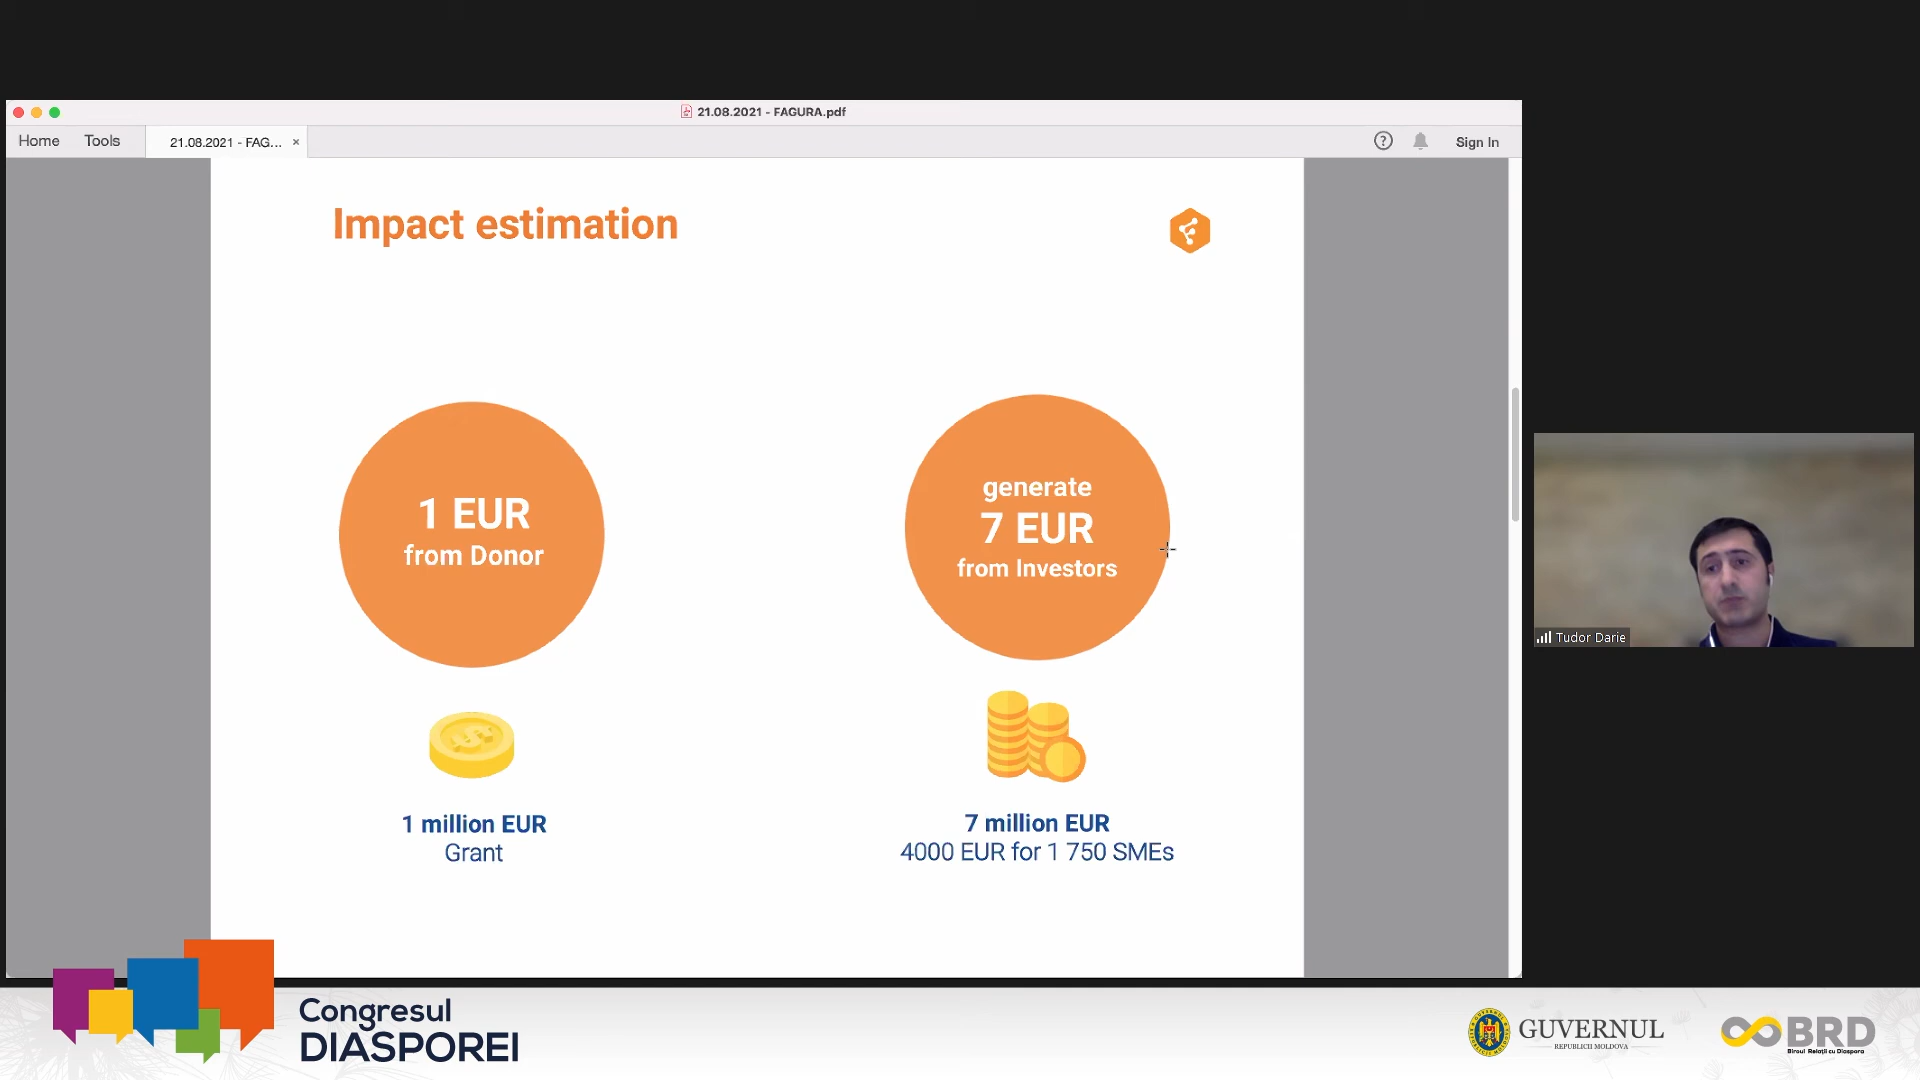 21.08.2021 - FAGURA.pdf
Home Tools 21.08.2021 - FAG... × Sign In
Impact estimation
1 EUR
from Donor
generate
7 EUR
from Investors
1 million EUR
Grant
7 million EUR
4000 EUR for 1 750 SMEs
Tudor Darie
Congresul
DIASPOREI
GUVERNUL
REPUBLICII MOLDOVA
BRD
Biroul Relații cu Diaspora